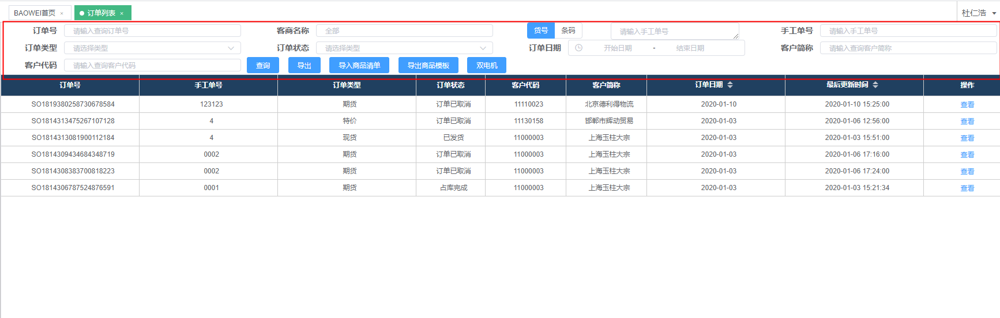 BAOWEI首页 × 订单列表 × 杜仁浩
订单号 请输入查询订单号 客商名称 全部 货号 条码 请输入手工单号 手工单号 请输入手工单号
订单类型 请选择类型 订单状态 请选择类型 订单日期 开始日期 - 结束日期 客户简称 请输入查询客户简称
客户代码 请输入查询客户代码 查询 导出 导入商品清单 导出商品模板 双电机
订单号 手工单号 订单类型 订单状态 客户代码 客户简称 订单日期 最后更新时间 操作
SO1819380258730678584 123123 期货 订单已取消 11110023 北京德利得物流 2020-01-10 2020-01-10 15:25:00 查看
SO1814313475267107128 4 特价 订单已取消 11130158 邯郸市辉动贸易 2020-01-03 2020-01-06 12:56:00 查看
SO1814313081900112184 4 现货 已发货 11000003 上海玉柱大宗 2020-01-03 2020-01-03 15:51:00 查看
SO1814309434684348719 0002 期货 订单已取消 11000003 上海玉柱大宗 2020-01-03 2020-01-06 17:16:00 查看
SO1814308383700818223 0002 期货 订单已取消 11000003 上海玉柱大宗 2020-01-03 2020-01-06 17:24:00 查看
SO1814306787524876591 0001 期货 占库完成 11000003 上海玉柱大宗 2020-01-03 2020-01-03 15:21:34 查看